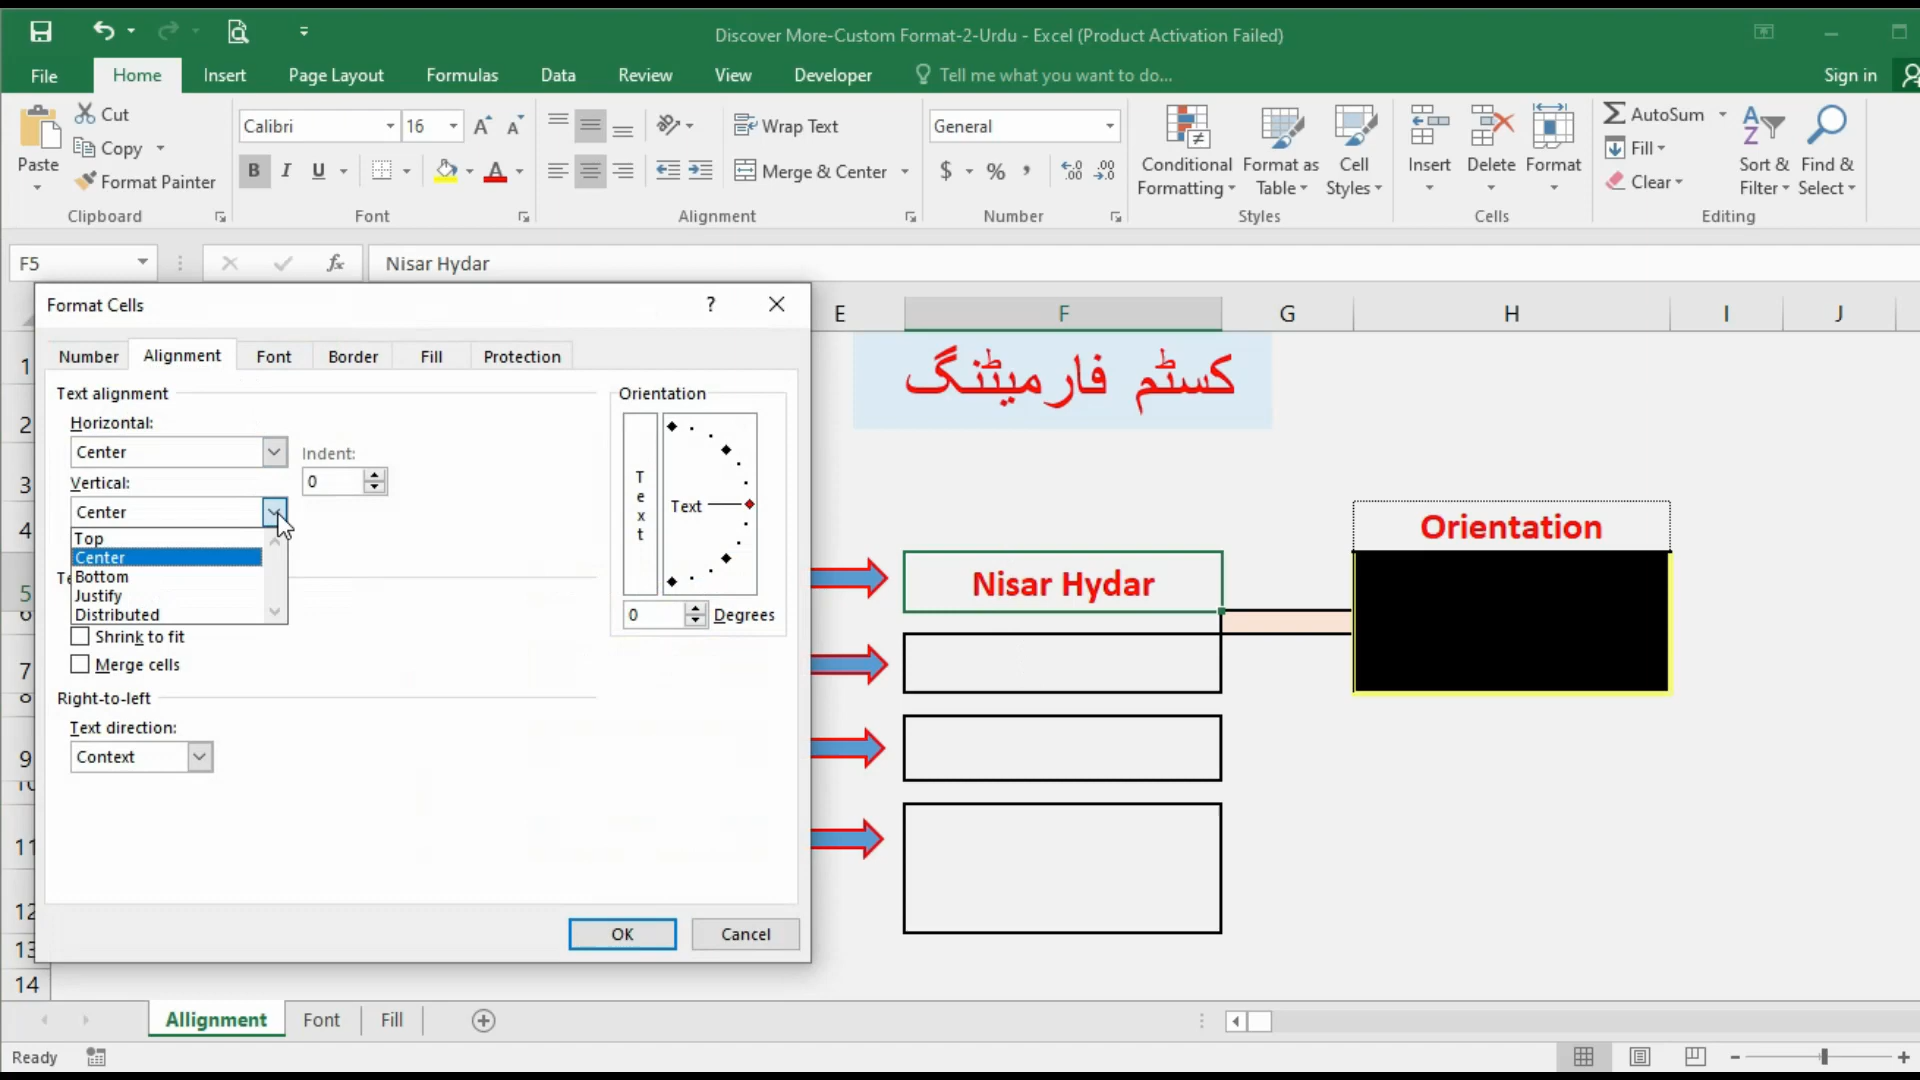 Discover More-Custom Format-2-Urdu - Excel (Product Activation Failed)
File Home Insert Page Layout Formulas Data Review View Developer Tell me what you want to do... Sign in
Paste
Cut
Copy
Format Painter
Clipboard
Calibri 16
B I U
Font
Wrap Text
Merge & Center
Alignment
General
$ % ,
Number
Conditional Formatting
Format as Table
Cell Styles
Styles
Insert Delete Format
Cells
AutoSum
Fill
Clear
Sort & Filter
Find & Select
Editing
F5 fx Nisar Hydar
E F G H I J
1
2
3
4
5
6
7
8
9
10
11
12
13
14
Format Cells ?
Number Alignment Font Border Fill Protection
Text alignment
Horizontal:
Center
Indent:
0
Vertical:
Center
Top
Center
Bottom
Justify
Distributed
Shrink to fit
Merge cells
Right-to-left
Text direction:
Context
Orientation
Text
Text
0 Degrees
OK Cancel
کسٹم فارمیٹنگ
Orientation
Nisar Hydar
Allignment Font Fill
Ready